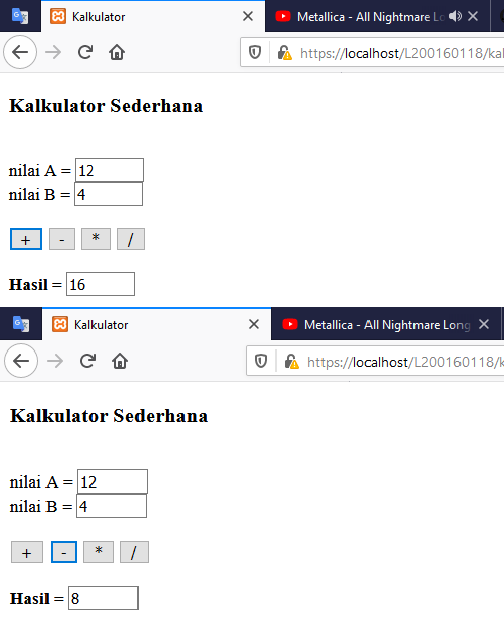 Kalkulator
Metallica - All Nightmare Lo
https://localhost/L200160118/kal
Kalkulator Sederhana
nilai A = 12
nilai B = 4
+ - * /
Hasil = 16
Kalkulator
Metallica - All Nightmare Long
https://localhost/L200160118/k
Kalkulator Sederhana
nilai A = 12
nilai B = 4
+ - * /
Hasil = 8